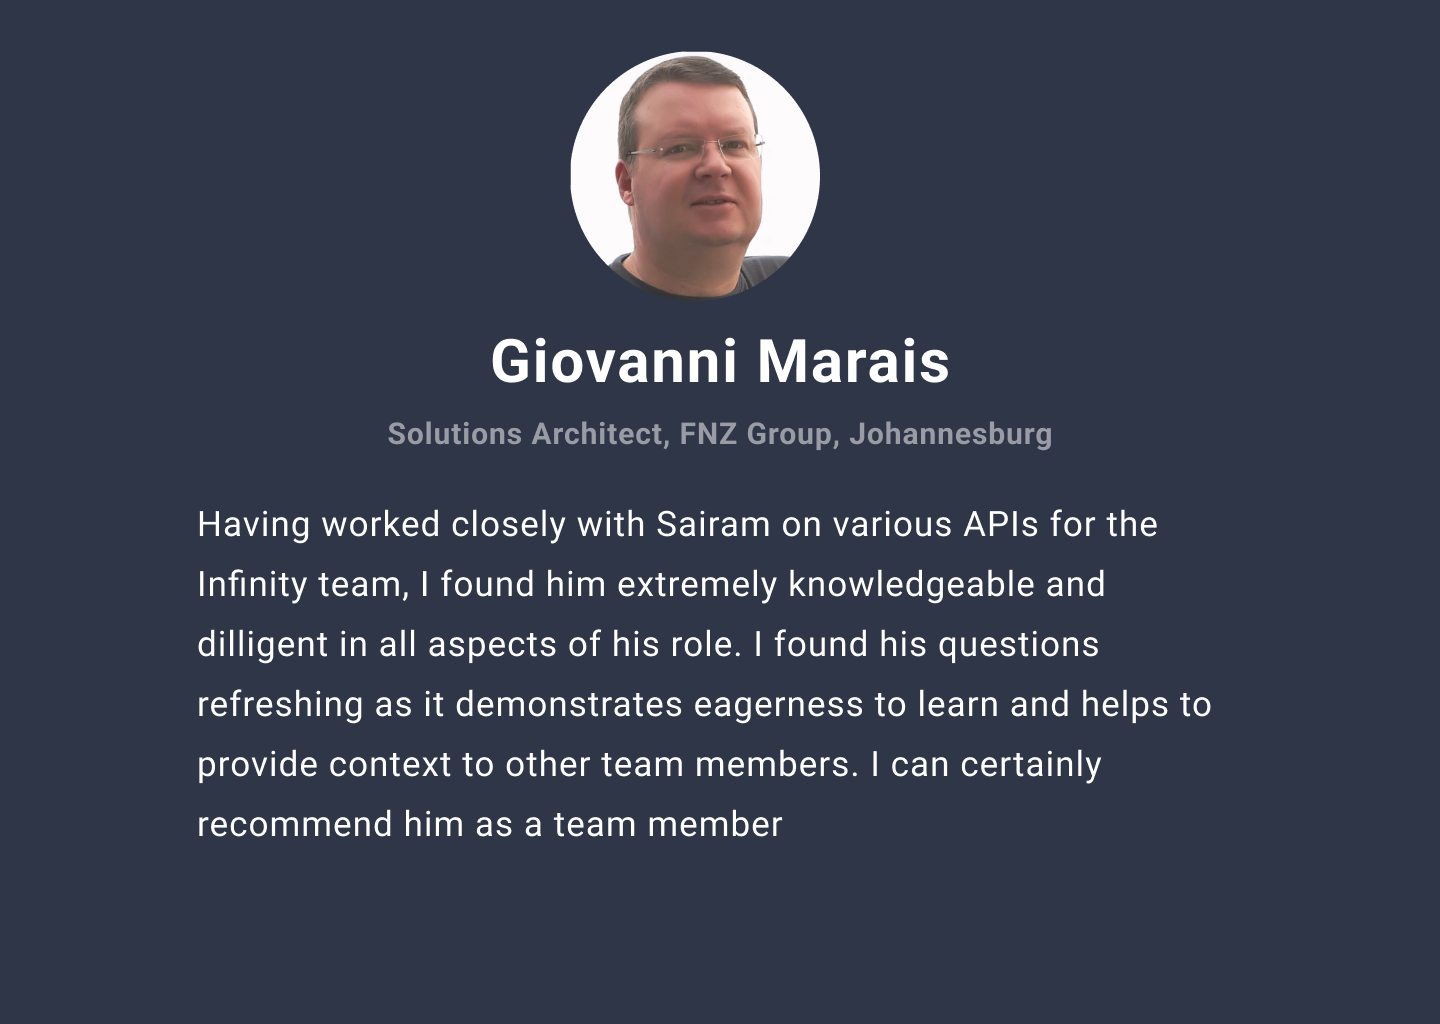 Giovanni Marais
Solutions Architect, FNZ Group, Johannesburg
Having worked closely with Sairam on various APIs for the
Infinity team, I found him extremely knowledgeable and
dilligent in all aspects of his role. I found his questions
refreshing as it demonstrates eagerness to learn and helps to
provide context to other team members. I can certainly
recommend him as a team member